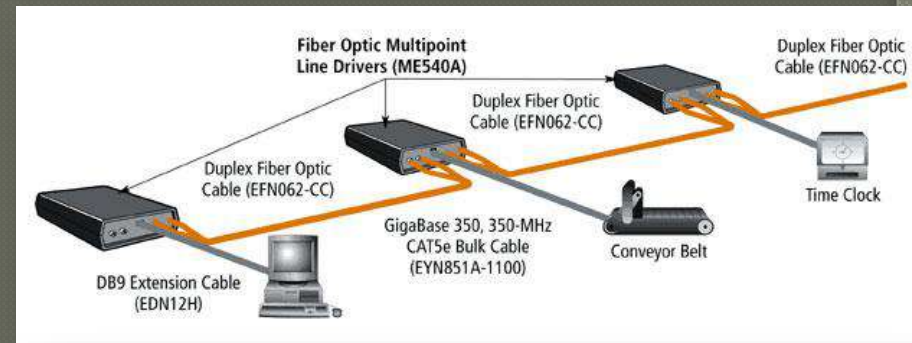 Fiber Optic Multipoint
Line Drivers (ME540A)
Duplex Fiber Optic
Cable (EFN062-CC)
Duplex Fiber Optic
Cable (EFN062-CC)
Duplex Fiber Optic
Cable (EFN062-CC)
Time Clock
GigaBase 350, 350-MHz
CAT5e Bulk Cable
(EYN851A-1100)
Conveyor Belt
DB9 Extension Cable
(EDN12H)